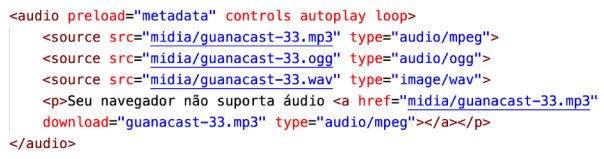 <audio preload="metadata" controls autoplay loop>
<source src="midia/guanacast-33.mp3" type="audio/mpeg">
<source src="midia/guanacast-33.ogg" type="audio/ogg">
<source src="midia/guanacast-33.wav" type="image/wav">
<p>Seu navegador não suporta áudio <a href="midia/guanacast-33.mp3"
download="guanacast-33.mp3" type="audio/mpeg"></a></p>
</audio>